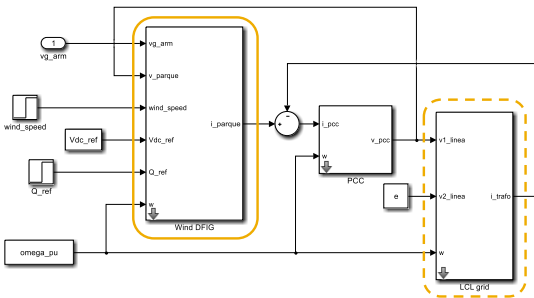 1
vg_arm
wind_speed
Vdc_ref
Q_ref
omega_pu
vg_arm
v_parque
wind_speed
Vdc_ref
Q_ref
w
i_parque
Wind DFIG
+
−
i_pcc
w
v_pcc
PCC
e
v1_linea
v2_linea
w
i_trafo
LCL grid